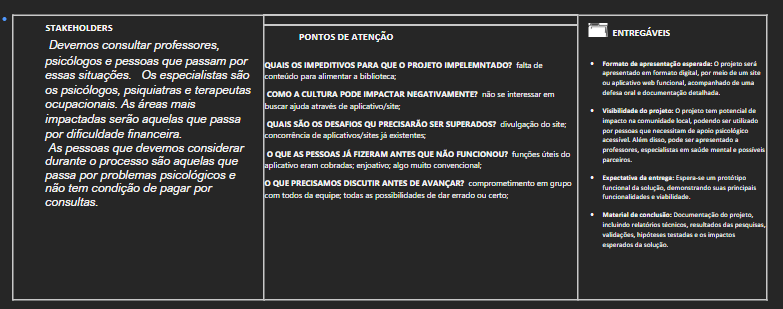 STAKEHOLDERS
Devemos consultar professores,
psicólogos e pessoas que passam por
essas situações. Os especialistas são
os psicólogos, psiquiatras e terapeutas
ocupacionais. As áreas mais
impactadas serão aquelas que passa
por dificuldade financeira.
As pessoas que devemos considerar
durante o processo são aquelas que
passa por problemas psicológicos e
não tem condição de pagar por
consultas.
PONTOS DE ATENÇÃO
QUAIS OS IMPEDITIVOS PARA QUE O PROJETO IMPELEMNTADO? falta de
conteúdo para alimentar a biblioteca;
COMO A CULTURA PODE IMPACTAR NEGATIVAMENTE? não se interessar em
buscar ajuda através de aplicativo/site;
QUAIS SÃO OS DESAFIOS QU PRECISARÃO SER SUPERADOS? divulgação do site;
concorrência de aplicativos/sites já existentes;
O QUE AS PESSOAS JÁ FIZERAM ANTES QUE NÃO FUNCIONOU? funções úteis do
aplicativo eram cobradas; enjoativo; algo muito convencional;
O QUE PRECISAMOS DISCUTIR ANTES DE AVANÇAR? comprometimento em grupo
com todos da equipe; todas as possibilidades de dar errado ou certo;
ENTREGÁVEIS
Formato de apresentação esperada: O projeto será
apresentado em formato digital, por meio de um site
ou aplicativo web funcional, acompanhado de uma
defesa oral e documentação detalhada.
Visibilidade do projeto: O projeto tem potencial de
impacto na comunidade local, podendo ser utilizado
por pessoas que necessitam de apoio psicológico
acessível. Além disso, pode ser apresentado a
professores, especialistas em saúde mental e possíveis
parceiros.
Expectativa da entrega: Espera-se um protótipo
funcional da solução, demonstrando suas principais
funcionalidades e viabilidade.
Material de conclusão: Documentação do projeto,
incluindo relatórios técnicos, resultados das pesquisas,
validações, hipóteses testadas e os impactos
esperados da solução.